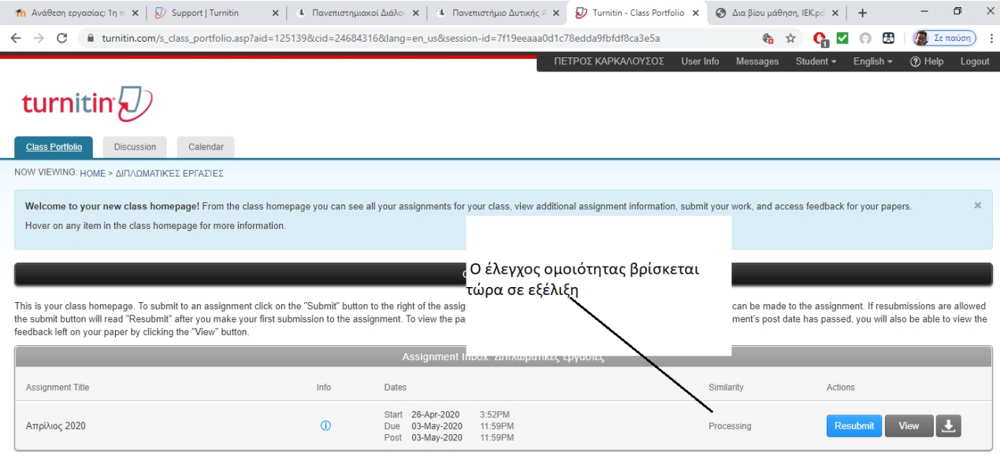 Ανάθεση εργασίας: 1η π
Support | Turnitin
Πανεπιστημιακοί Διάλογ
Πανεπιστήμιο Δυτικής Α
Turnitin - Class Portfolio
Δια βίου μάθηση, ΙΕΚ.pd
turnitin.com/s_class_portfolio.asp?aid=125139&cid=24684316&lang=en_us&session-id=7f19eeaaa0d1c78edda9fbfdf8ca3e5a
Σε παύση
ΠΕΤΡΟΣ ΚΑΡΚΑΛΟΥΣΟΣ User Info Messages Student English Help Logout
turnitin
Class Portfolio Discussion Calendar
NOW VIEWING: HOME > ΔΙΠΛΩΜΑΤΙΚΈΣ ΕΡΓΑΣΊΕΣ
Welcome to your new class homepage! From the class homepage you can see all your assignments for your class, view additional assignment information, submit your work, and access feedback for your papers.
Hover on any item in the class homepage for more information.
Ο έλεγχος ομοιότητας βρίσκεται
τώρα σε εξέλιξη
This is your class homepage. To submit to an assignment click on the "Submit" button to the right of the assig can be made to the assignment. If resubmissions are allowed
the submit button will read "Resubmit" after you make your first submission to the assignment. To view the pa ment's post date has passed, you will also be able to view the
feedback left on your paper by clicking the "View" button.
Assignment Inbox: Διπλωματικές εργασίες
Assignment Title Info Dates Similarity Actions
Απρίλιος 2020
Start 26-Apr-2020 3:52PM
Due 03-May-2020 11:59PM
Post 03-May-2020 11:59PM
Processing
Resubmit View